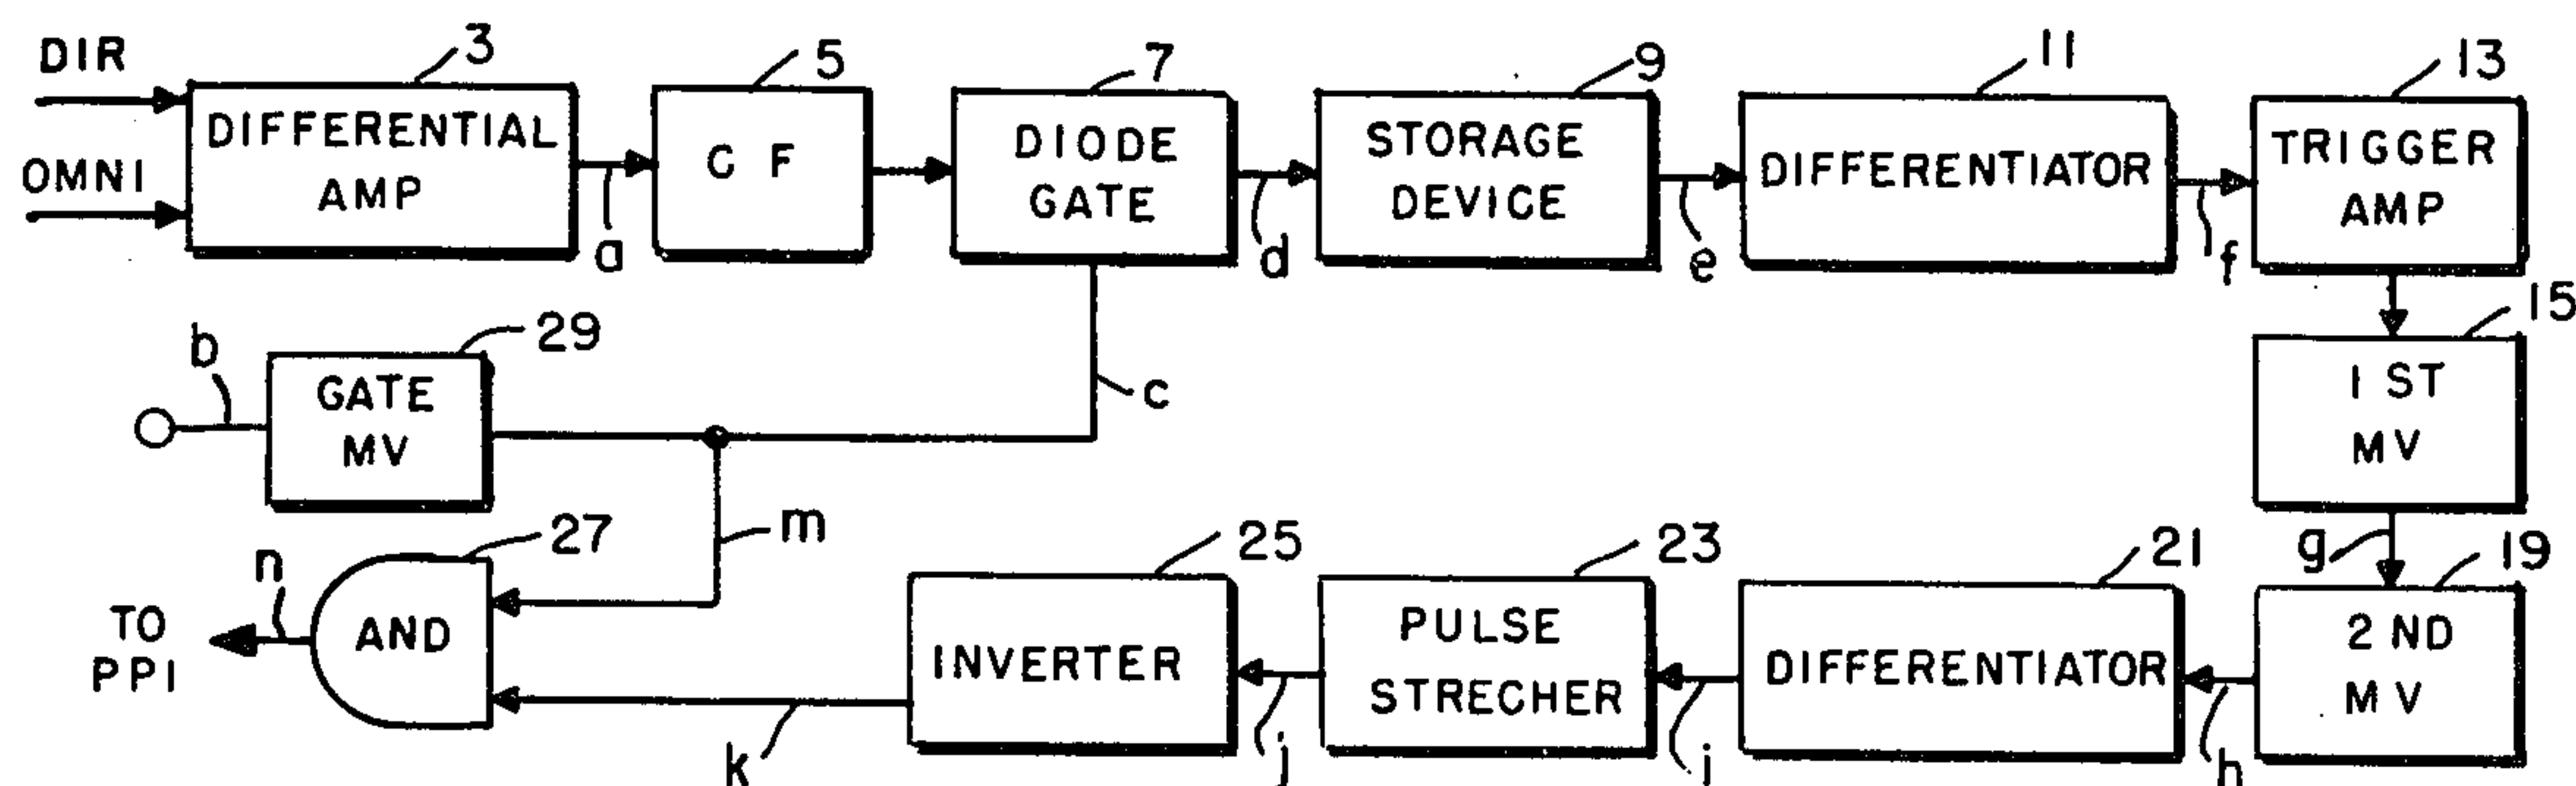 DIR
OMNI
3
DIFFERENTIAL
AMP
a
5
C F
7
DIODE
GATE
d
9
STORAGE
DEVICE
e
11
DIFFERENTIATOR
f
13
TRIGGER
AMP
15
1 ST
MV
g
19
2 ND
MV
h
21
DIFFERENTIATOR
i
23
PULSE
STRECHER
j
25
INVERTER
k
b
29
GATE
MV
c
m
27
AND
n
TO
PPI